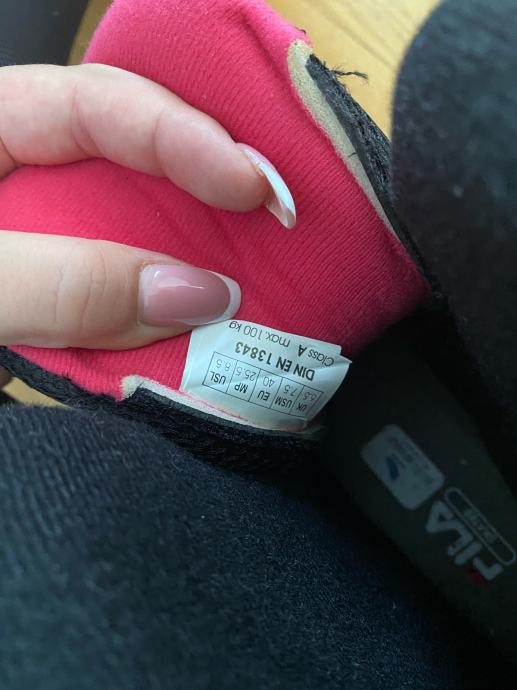 UK USM EU MP USL
6.5 7.5 40 25.5 8.5
DIN EN 13843
Class A max. 100 kg
FILA